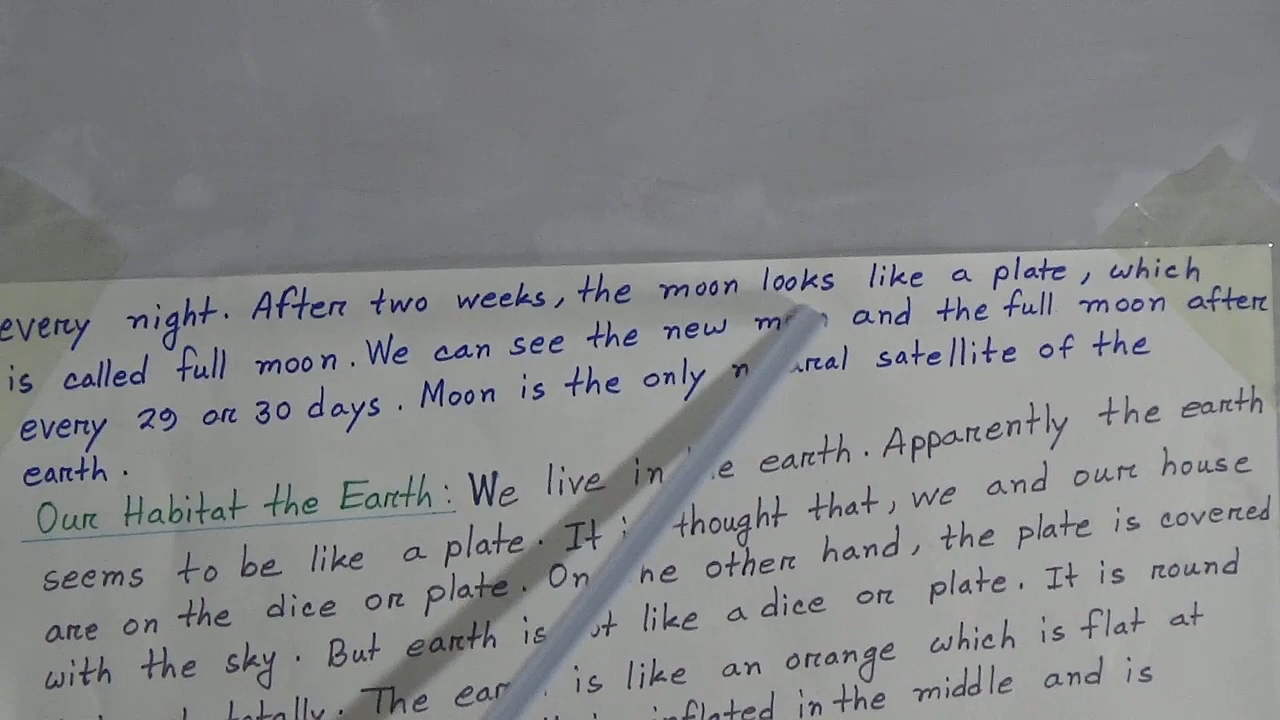 every night. After two weeks, the moon looks like a plate, which
is called full moon. We can see the new and the full moon after
every 29 or 30 days. Moon is the only satellite of the
earth.
Our Habitat the Earth: We live in earth. Apparently the earth
seems to be like a plate. It thought that, we and our house
are on the dice or plate. On other hand, the plate is covered
with the sky. But earth is like a dice or plate. It is round
totally. The is like an orange which is flat at
inflated in the middle and is